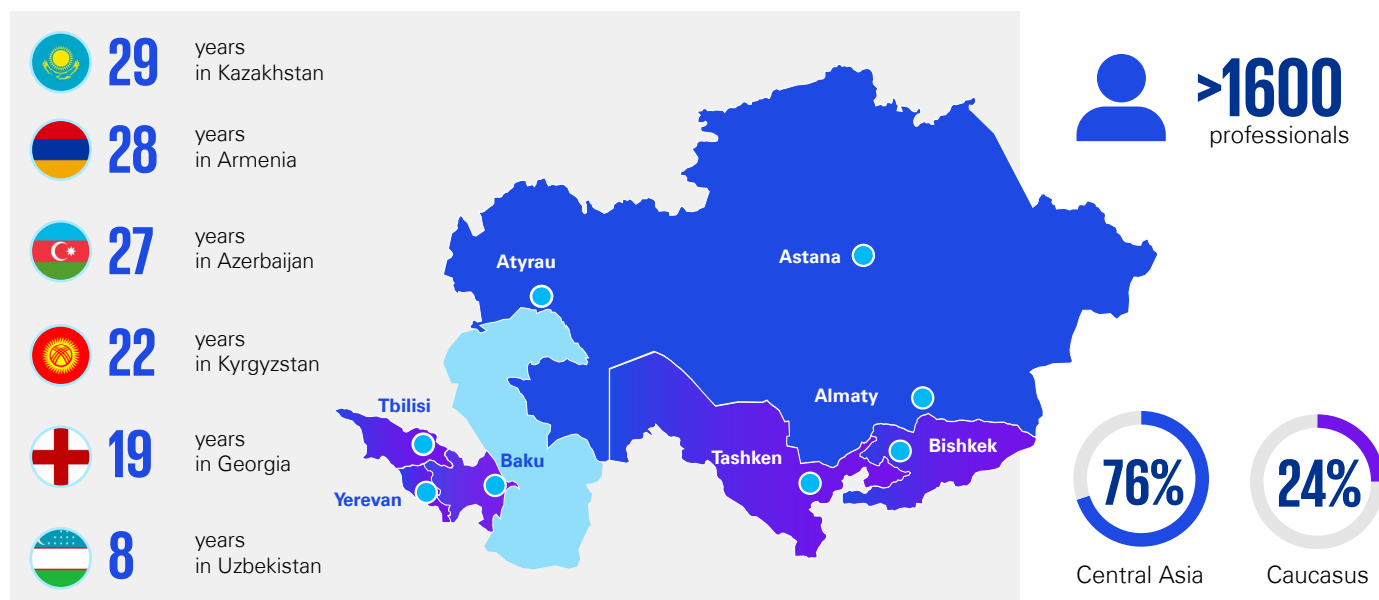 29
years
in Kazakhstan
28
years
in Armenia
27
years
in Azerbaijan
22
years
in Kyrgyzstan
19
years
in Georgia
8
years
in Uzbekistan
Atyrau
Astana
Almaty
Tbilisi
Bishkek
Baku
Tashken
Yerevan
>1600
professionals
76%
Central Asia
24%
Caucasus